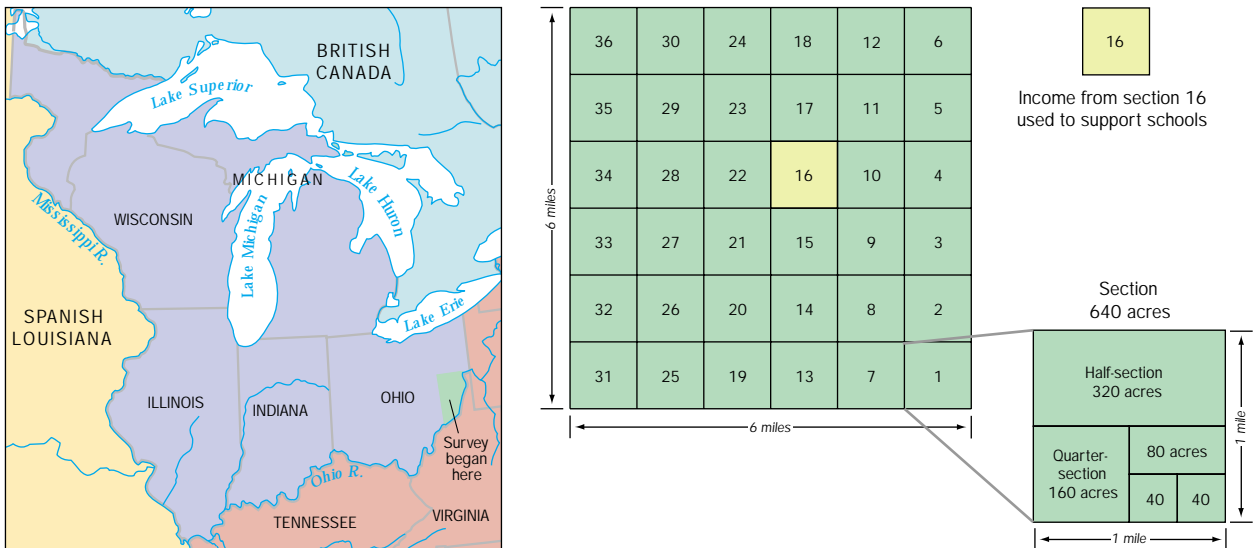 BRITISH
CANADA
Lake Superior
MICHIGAN
Lake Huron
WISCONSIN
Mississippi R.
Lake Michigan
SPANISH
LOUISIANA
Lake Erie
ILLINOIS
INDIANA
OHIO
Survey
began
here
Ohio R.
TENNESSEE
VIRGINIA
36 30 24 18 12 6
35 29 23 17 11 5
34 28 22 16 10 4
33 27 21 15 9 3
32 26 20 14 8 2
31 25 19 13 7 1
6 miles
6 miles
16
Income from section 16
used to support schools
Section
640 acres
Half-section
320 acres
Quarter-
section
160 acres
80 acres
40 40
1 mile
1 mile